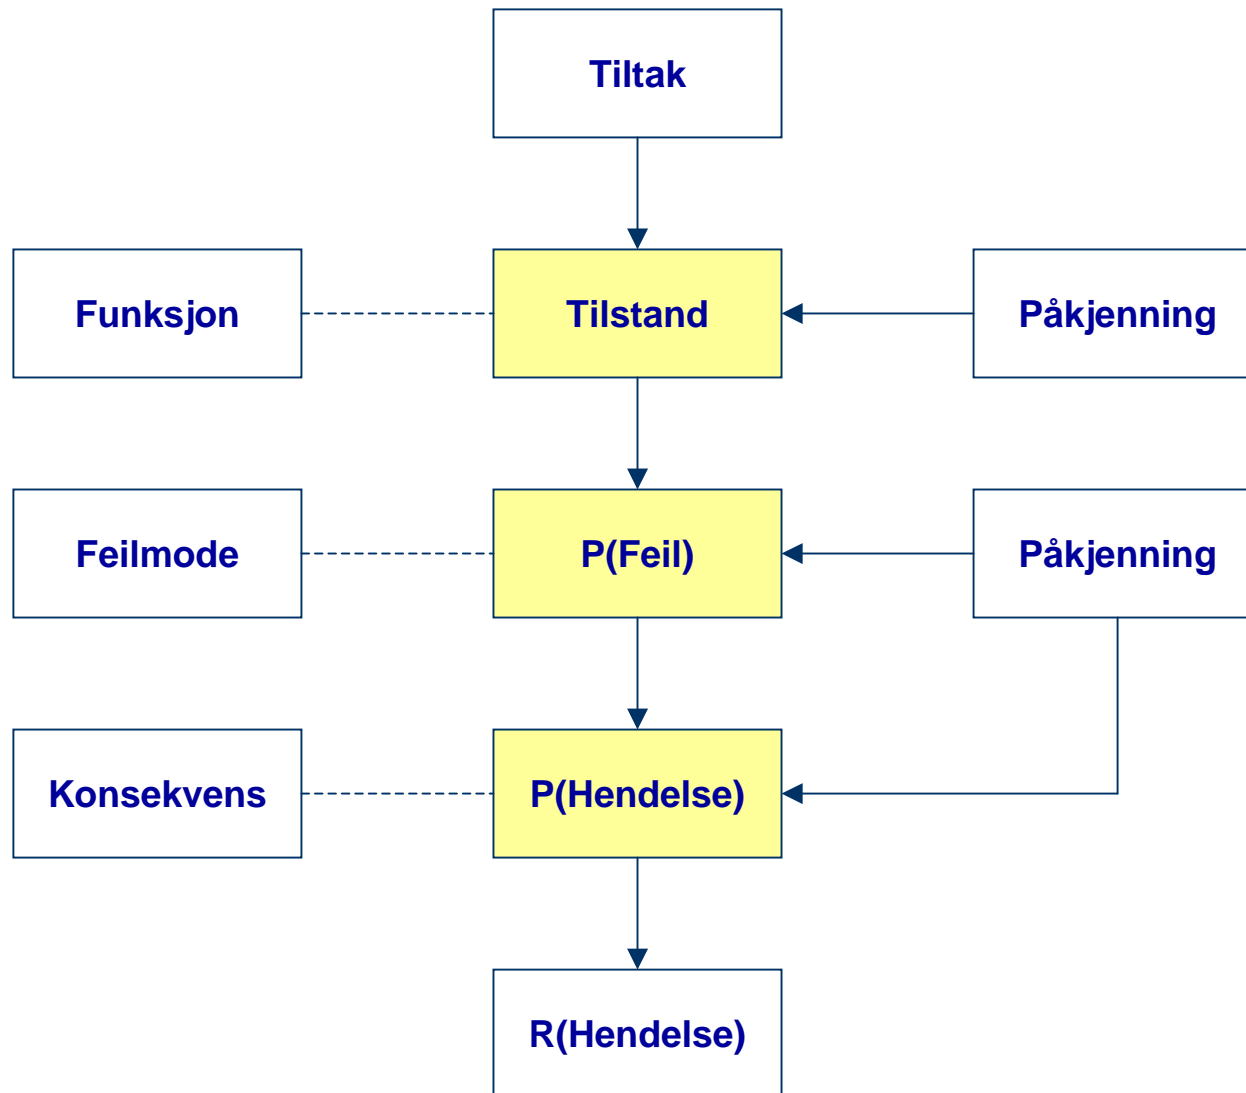 Tiltak
Funksjon
Tilstand
Påkjenning
Feilmode
P(Feil)
Påkjenning
Konsekvens
P(Hendelse)
R(Hendelse)